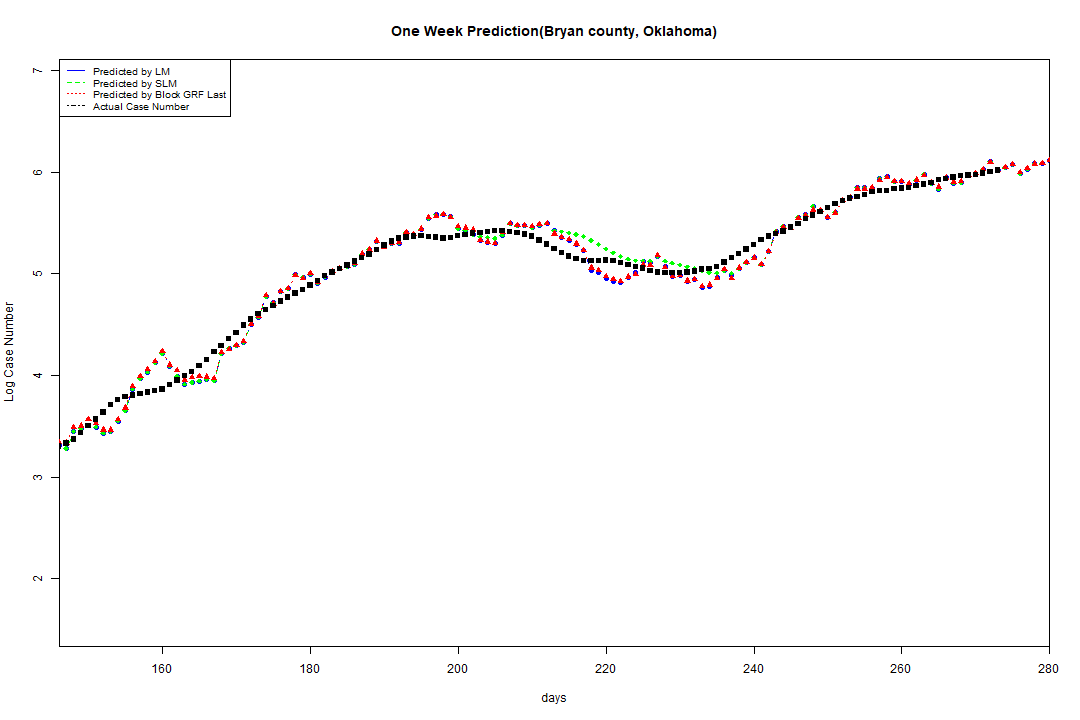 One Week Prediction(Bryan county, Oklahoma)
Predicted by LM
Predicted by SLM
Predicted by Block GRF Last
Actual Case Number
7
6
5
4
3
2
Log Case Number
160 180 200 220 240 260 280
days